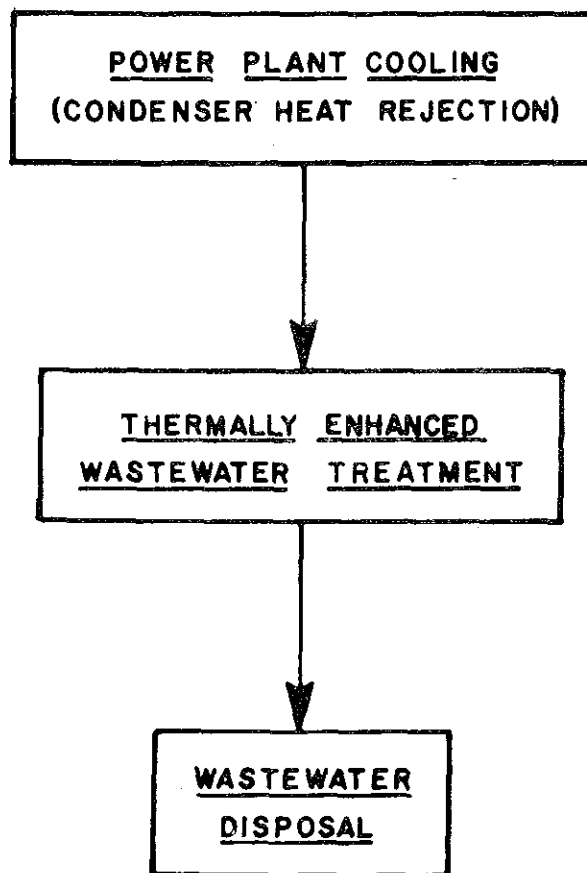 POWER PLANT COOLING
(CONDENSER HEAT REJECTION)
THERMALLY ENHANCED
WASTEWATER TREATMENT
WASTEWATER
DISPOSAL